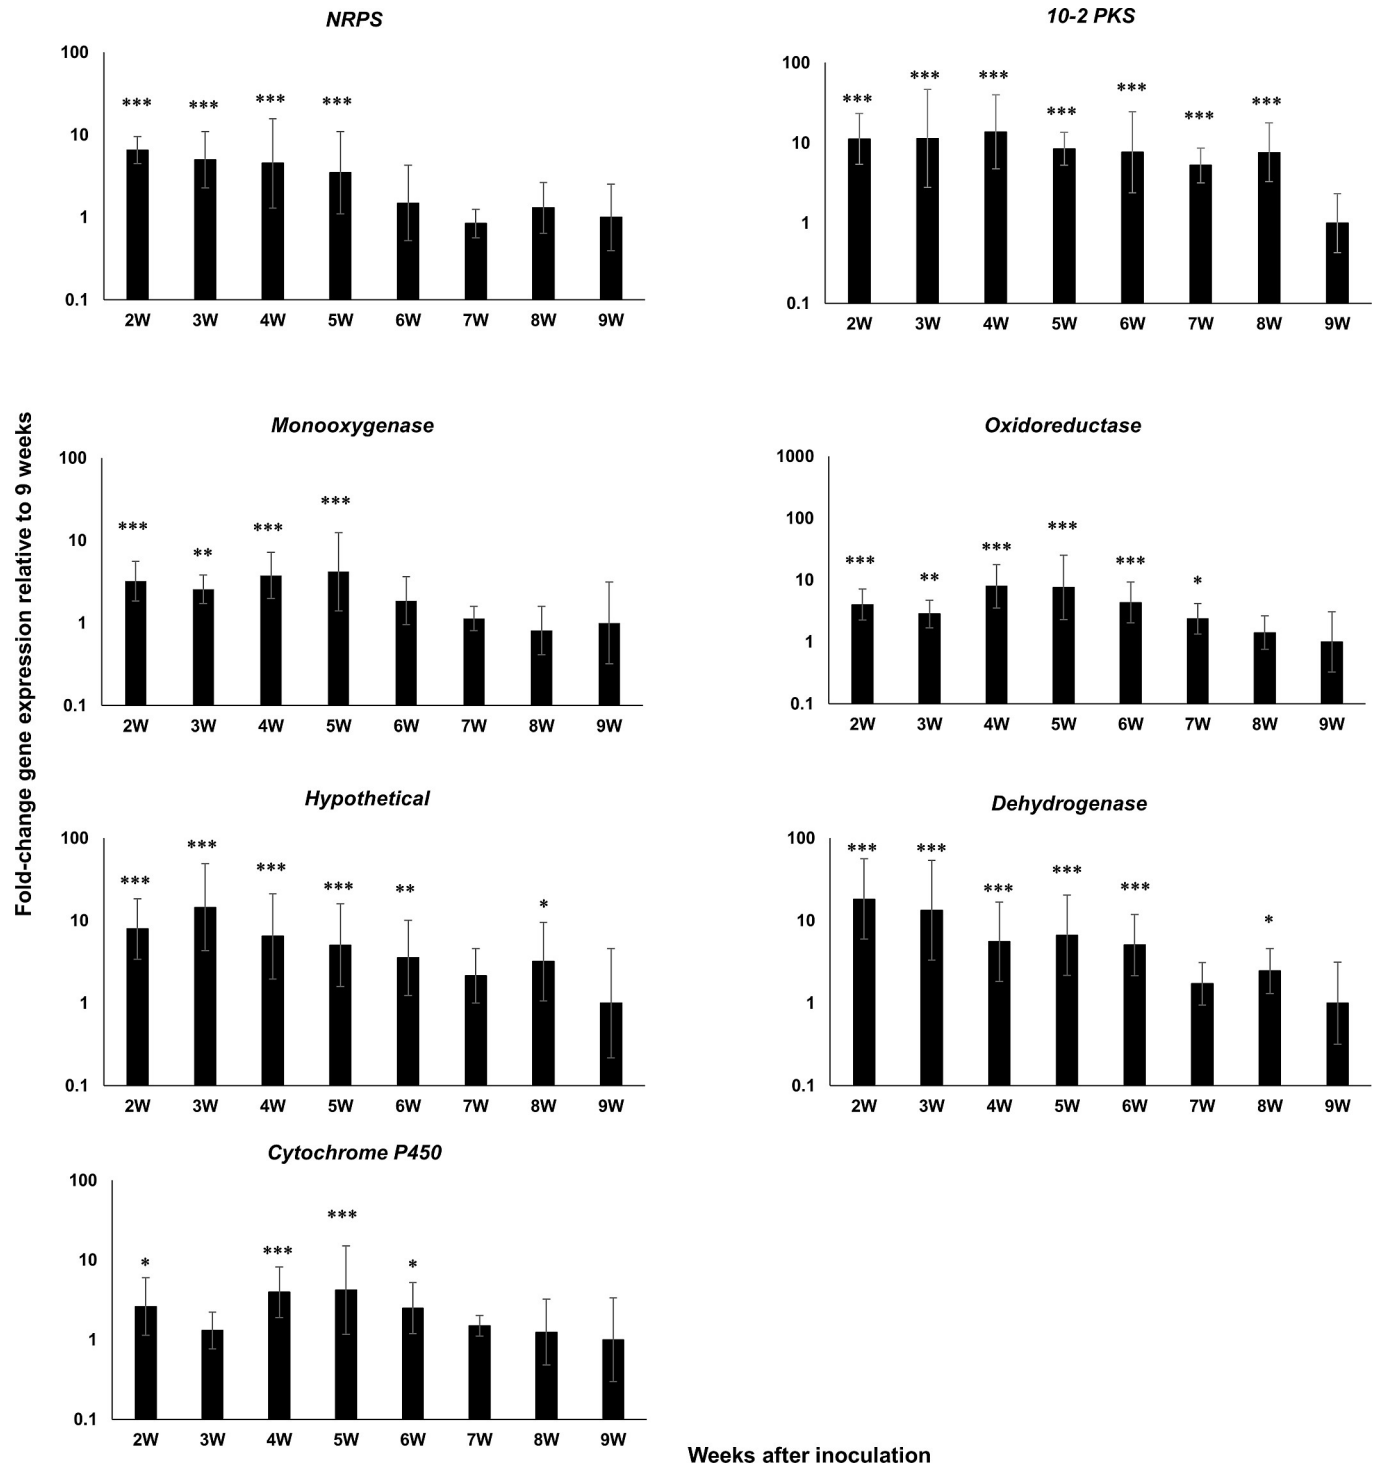 NRPS
100
10
1
0.1
*** *** *** ***
2W 3W 4W 5W 6W 7W 8W 9W
10-2 PKS
100
10
1
0.1
*** *** *** *** *** *** ***
2W 3W 4W 5W 6W 7W 8W 9W
Fold-change gene expression relative to 9 weeks
Monooxygenase
100
10
1
0.1
*** ** *** ***
2W 3W 4W 5W 6W 7W 8W 9W
Oxidoreductase
1000
100
10
1
0.1
*** ** *** *** *** *
2W 3W 4W 5W 6W 7W 8W 9W
Hypothetical
100
10
1
0.1
*** *** *** *** ** *
2W 3W 4W 5W 6W 7W 8W 9W
Dehydrogenase
100
10
1
0.1
*** *** *** *** *** *
2W 3W 4W 5W 6W 7W 8W 9W
Cytochrome P450
100
10
1
0.1
* *** *** *
2W 3W 4W 5W 6W 7W 8W 9W
Weeks after inoculation